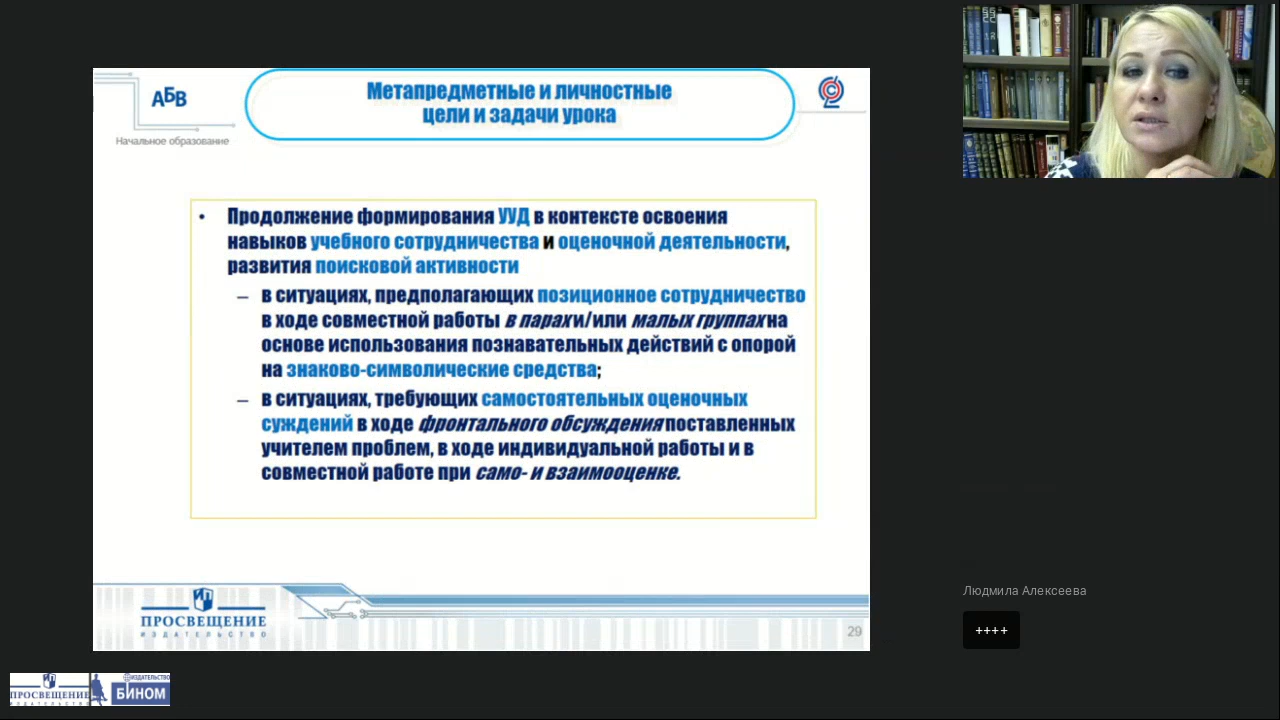 АБВ
Начальное образование
Метапредметные и личностные
цели и задачи урока
• Продолжение формирования УУД в контексте освоения
навыков учебного сотрудничества и оценочной деятельности,
развития поисковой активности
– в ситуациях, предполагающих позиционное сотрудничество
в ходе совместной работы в парах и/или малых группах на
основе использования познавательных действий с опорой
на знаково-символические средства;
– в ситуациях, требующих самостоятельных оценочных
суждений в ходе фронтального обсуждения поставленных
учителем проблем, в ходе индивидуальной работы и в
совместной работе при само- и взаимооценке.
ПРОСВЕЩЕНИЕ
ИЗДАТЕЛЬСТВО
29
Людмила Алексеева
++++
ПРОСВЕЩЕНИЕ
ИЗДАТЕЛЬСТВО
ИЗДАТЕЛЬСТВО
БИНОМ